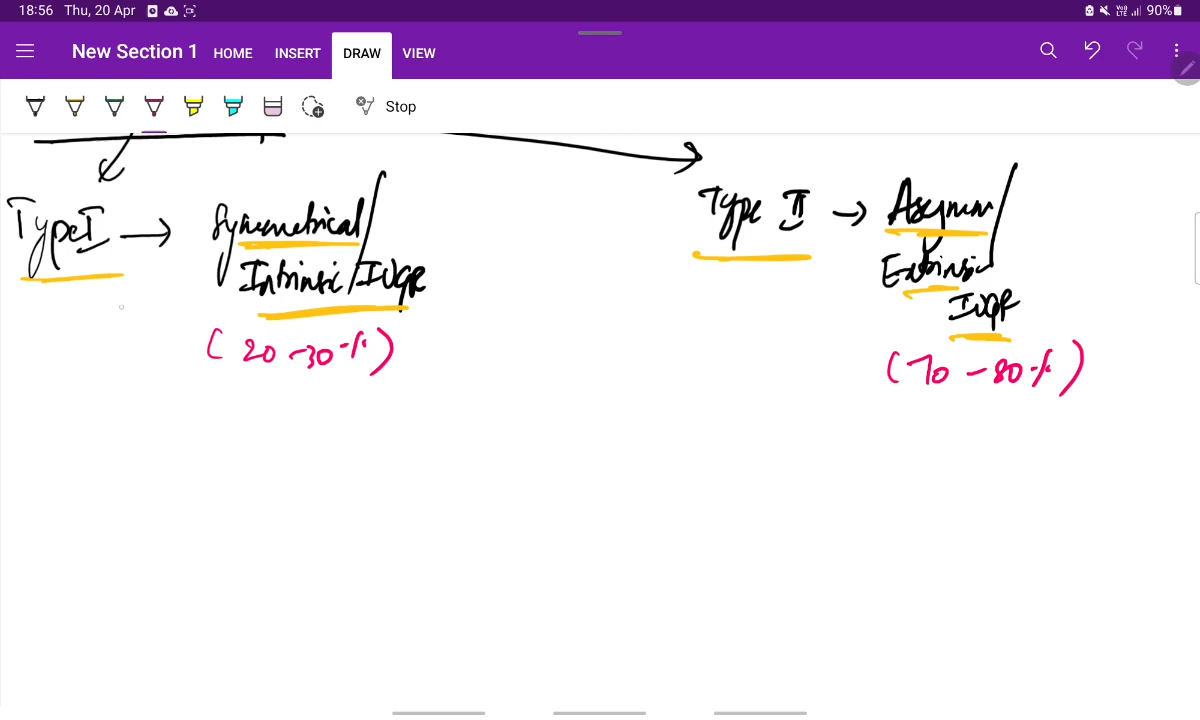 18:56 Thu, 20 Apr 90%
New Section 1 HOME INSERT DRAW VIEW
Stop
Type I → Symmetrical/
Intrinsic/IUGR
(20-30%)
Type II → Asymm/
Extrinsic
IUGR
(70-80%)